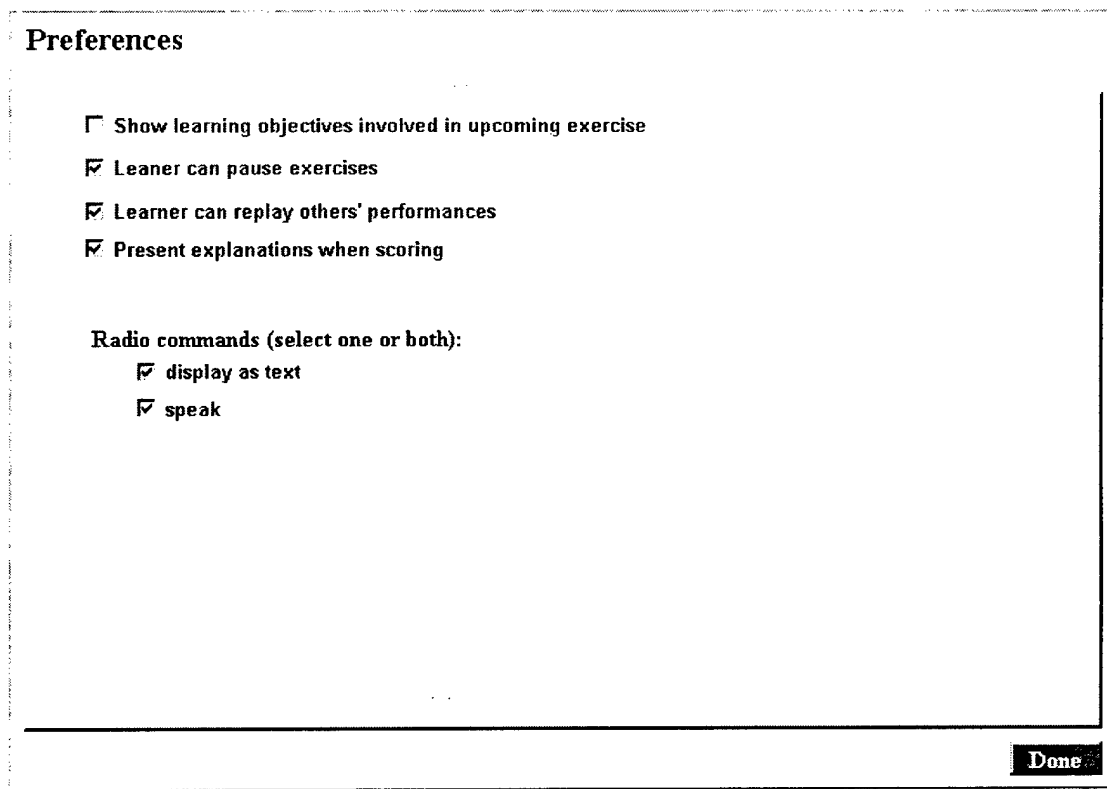 Preferences
Show learning objectives involved in upcoming exercise
Leaner can pause exercises
Learner can replay others' performances
Present explanations when scoring
Radio commands (select one or both):
display as text
speak
Done